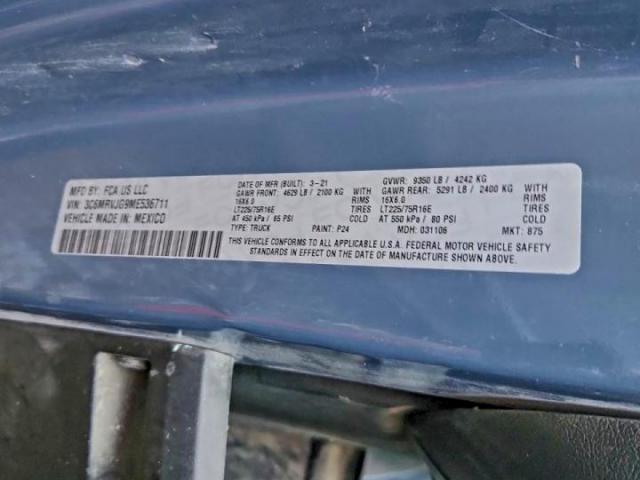 MFD BY: FCA US LLC
VIN: 3C6MRVJG9ME536711
VEHICLE MADE IN: MEXICO
DATE OF MFR (BUILT): 3-21
GAWR FRONT: 4629 LB / 2100 KG
16X6.0 RIMS
LT225/75R16E TIRES
AT 450 kPa / 65 PSI COLD
TYPE: TRUCK PAINT: P24
GVWR: 9350 LB / 4242 KG
GAWR REAR: 5291 LB / 2400 KG
16X6.0 RIMS
LT225/75R16E TIRES
AT 550 kPa / 80 PSI COLD
MDH: 031106 MKT: 875
THIS VEHICLE CONFORMS TO ALL APPLICABLE U.S.A. FEDERAL MOTOR VEHICLE SAFETY
STANDARDS IN EFFECT ON THE DATE OF MANUFACTURE SHOWN ABOVE.